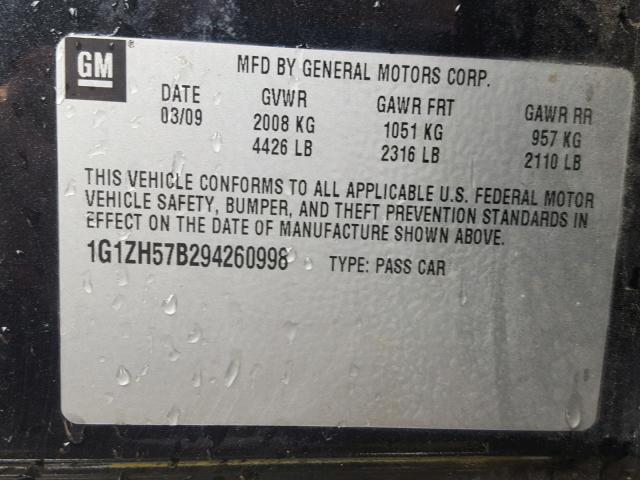 GM ®
MFD BY GENERAL MOTORS CORP.
DATE GVWR GAWR FRT GAWR RR
03/09 2008 KG 1051 KG 957 KG
4426 LB 2316 LB 2110 LB
THIS VEHICLE CONFORMS TO ALL APPLICABLE U.S. FEDERAL MOTOR
VEHICLE SAFETY, BUMPER, AND THEFT PREVENTION STANDARDS IN
EFFECT ON THE DATE OF MANUFACTURE SHOWN ABOVE.
1G1ZH57B294260998 TYPE: PASS CAR